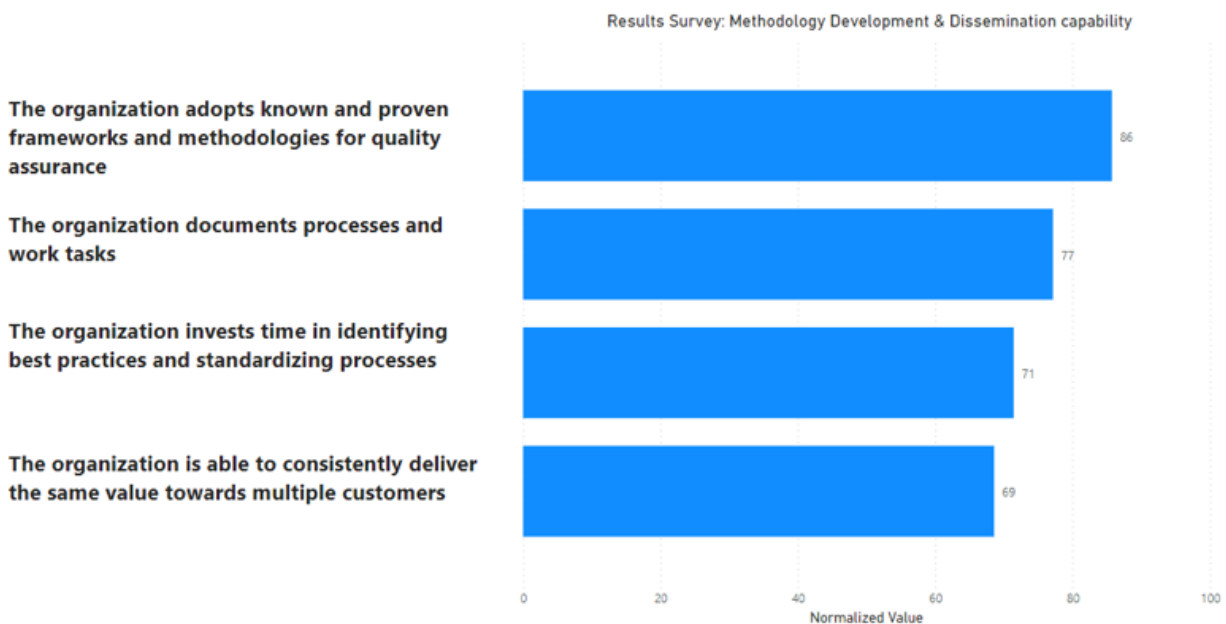 Results Survey: Methodology Development & Dissemination capability
The organization adopts known and proven
frameworks and methodologies for quality
assurance
86
The organization documents processes and
work tasks
77
The organization invests time in identifying
best practices and standardizing processes
71
The organization is able to consistently deliver
the same value towards multiple customers
69
0 20 40 60 80 100
Normalized Value